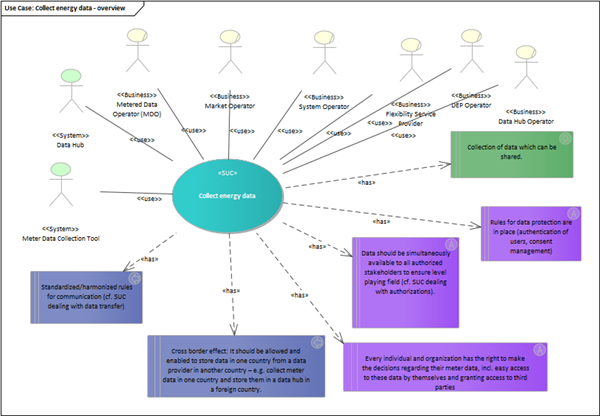 Use Case: Collect energy data - overview
<<Business>>
Metered Data
Operator (MDO)
<<Business>>
Market Operator
<<Business>>
System Operator
<<Business>>
Flexibility Service
Provider
<<Business>>
DEP Operator
<<Business>>
Data Hub Operator
<<System>>
Data Hub
<<use>>
<<use>>
<<use>>
<<use>>
<<use>>
<<use>>
<<use>>
<<use>>
<<System>>
Meter Data Collection Tool
«SUC»
Collect energy data
Collection of data which can be
shared.
«has»
«has»
«has»
«has»
«has»
«has»
Rules for data protection are
in place (authentication of
users, consent
management)
Data should be simultaneously
available to all authorized
stakeholders to ensure level
playing field (cf. SUC dealing
with authorizations).
Standardized/harmonized rules
for communication (cf. SUC
dealing with data transfer)
Cross border effect: it should be allowed and
enabled to store data in one country from a data
provider in another country – e.g. collect meter
data in one country and store them in a data hub in
a foreign country.
Every individual and organization has the right to make
the decisions regarding their meter data, incl. easy access
to these data by themselves and granting access to third
parties